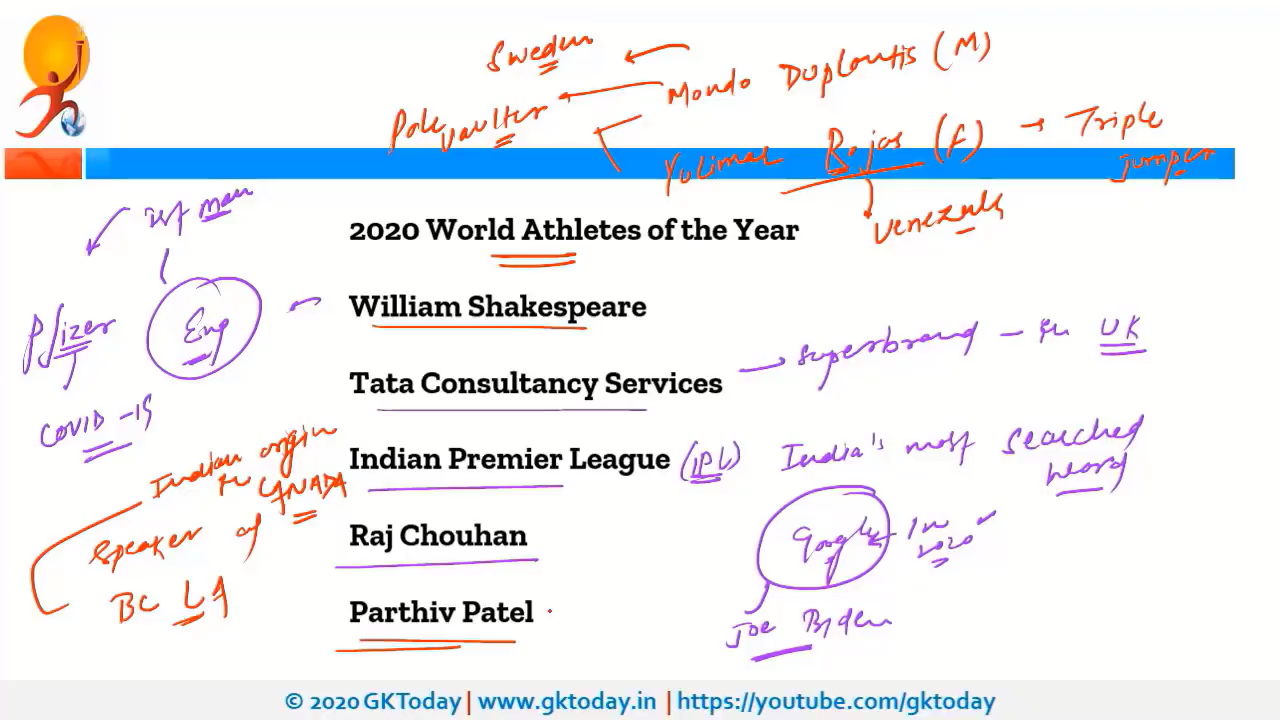 Sweden
Mondo Duplantis (M)
Pole vaulter
Yulimar Rojas (F) → Triple jumper
Venezuela
1st man
2020 World Athletes of the Year
William Shakespeare
Eng
Pfizer
COVID-19
Tata Consultancy Services
Superbrand - in UK
Indian Premier League (IPL)
India's most searched word
Google in 2020
Joe Biden
Indian origin
in CANADA
Raj Chouhan
Speaker of
BC LA
Parthiv Patel
© 2020 GKToday | www.gktoday.in | https://youtube.com/gktoday